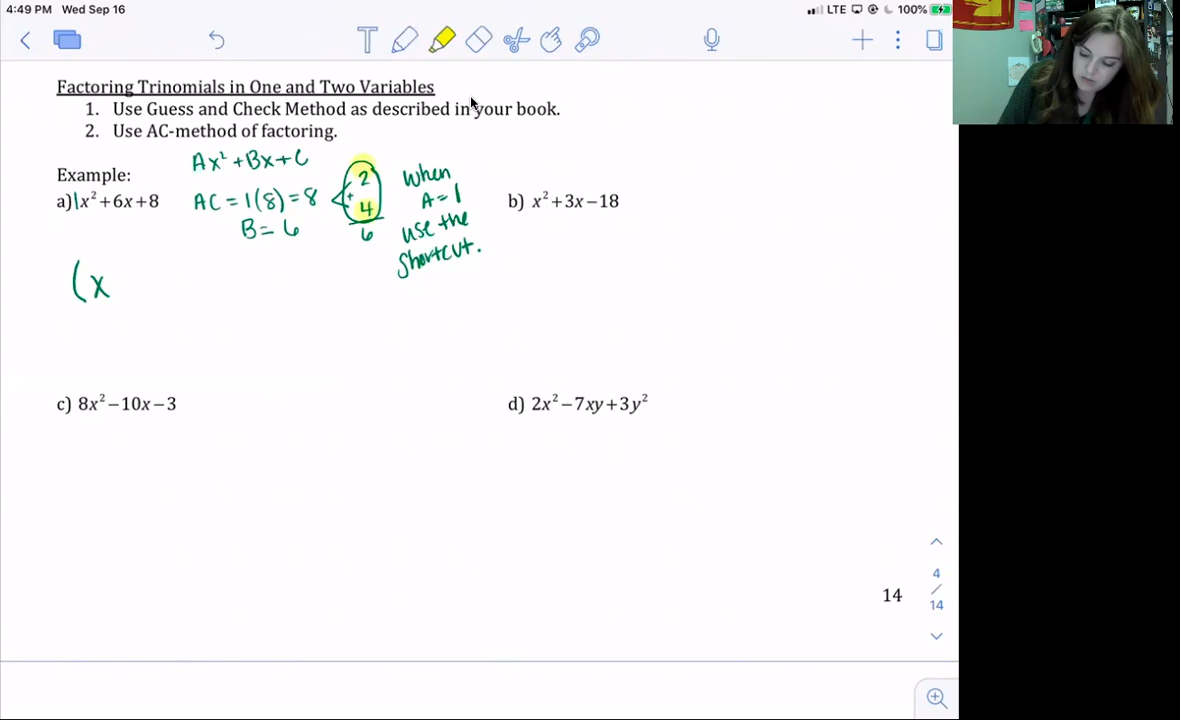 4:49 PM Wed Sep 16
LTE 100%
Factoring Trinomials in One and Two Variables
1. Use Guess and Check Method as described in your book.
2. Use AC-method of factoring.
Ax² + Bx + C
Example:
a) 1x² + 6x + 8
AC = 1(8) = 8
B = 6
2
+
4
6
when
A = 1
use the
shortcut.
b) x² + 3x − 18
(x
c) 8x² − 10x − 3
d) 2x² − 7xy + 3y²
4
/
14
14